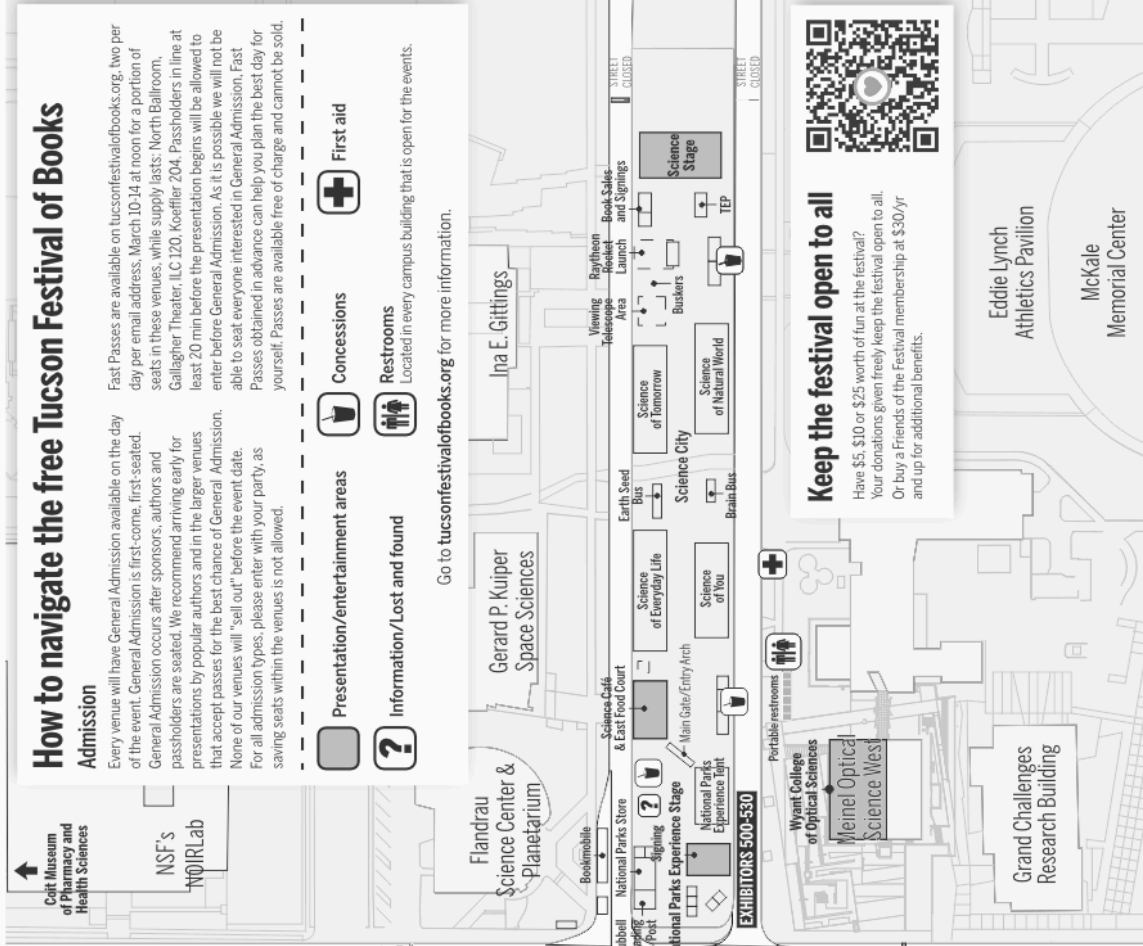 How to navigate the free Tucson Festival of Books
Admission
Every venue will have General Admission available on the day
of the event. General Admission is first-come, first-seated.
General Admission occurs after sponsors, authors and
passholders are seated. We recommend arriving early for
presentations by popular authors and in the larger venues
that accept passes for the best chance of General Admission.
None of our venues will "sell out" before the event date.
For all admission types, please enter with your party, as
saving seats within the venues is not allowed.
Fast Passes are available on tucsonfestivalofbooks.org, two per
day per email address, March 10-14 at noon for a portion of
seats in these venues, while supply lasts: North Ballroom,
Gallagher Theater, ILC 120, Koeffler 204. Passholders in line at
least 20 min before the presentation begins will be allowed to
enter before General Admission. As it is possible we will not be
able to seat everyone interested in General Admission, Fast
Passes obtained in advance can help you plan the best day for
yourself. Passes are available free of charge and cannot be sold.
Presentation/entertainment areas
Concessions
First aid
?
Information/Lost and found
Restrooms
Located in every campus building that is open for the events.
Go to tucsonfestivalofbooks.org for more information.
Coit Museum
of Pharmacy and
Health Sciences
NSF's
NOIRLab
Flandrau
Science Center &
Planetarium
Gerard P. Kuiper
Space Sciences
Ina E. Gittings
Bookmobile
National Parks Store
Post
Signing
?
National Parks Experience Stage
National Parks
Experience Tent
EXHIBITORS 500-530
Science Café
& East Food Court
Main Gate/Entry Arch
Science
of Everyday Life
Science
of You
Earth Seed
Bus
Science City
Brain Bus
Science
of Tomorrow
Science
of Natural World
Viewing
Telescope
Area
Buskers
Raytheon
Rocket
Launch
Book Sales
and Signings
TEP
Science
Stage
STREET
CLOSED
STREET
CLOSED
Portable restrooms
Wyant College
of Optical Sciences
Meinel Optical
Science West
Grand Challenges
Research Building
Keep the festival open to all
Have $5, $10 or $25 worth of fun at the festival?
Your donations given freely keep the festival open to all.
Or buy a Friends of the Festival membership at $30/yr
and up for additional benefits.
Eddie Lynch
Athletics Pavilion
McKale
Memorial Center